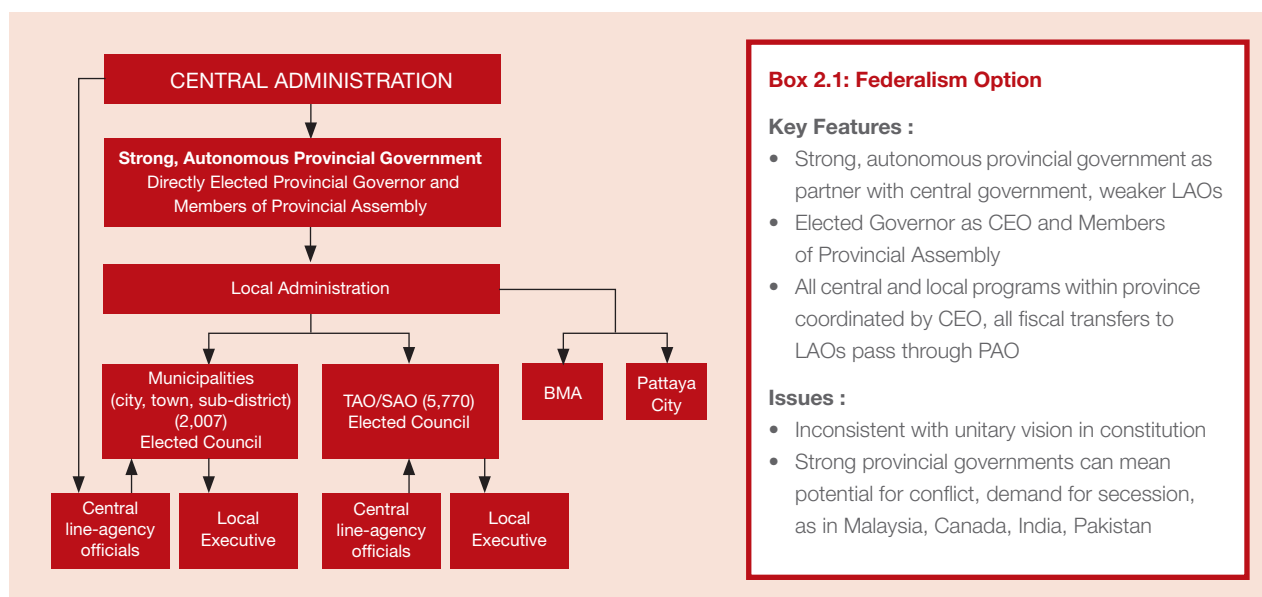 CENTRAL ADMINISTRATION
Strong, Autonomous Provincial Government
Directly Elected Provincial Governor and
Members of Provincial Assembly
Local Administration
Municipalities
(city, town, sub-district)
(2,007)
Elected Council
TAO/SAO (5,770)
Elected Council
BMA
Pattaya
City
Central
line-agency
officials
Local
Executive
Central
line-agency
officials
Local
Executive
Box 2.1: Federalism Option
Key Features :
• Strong, autonomous provincial government as
partner with central government, weaker LAOs
• Elected Governor as CEO and Members
of Provincial Assembly
• All central and local programs within province
coordinated by CEO, all fiscal transfers to
LAOs pass through PAO
Issues :
• Inconsistent with unitary vision in constitution
• Strong provincial governments can mean
potential for conflict, demand for secession,
as in Malaysia, Canada, India, Pakistan